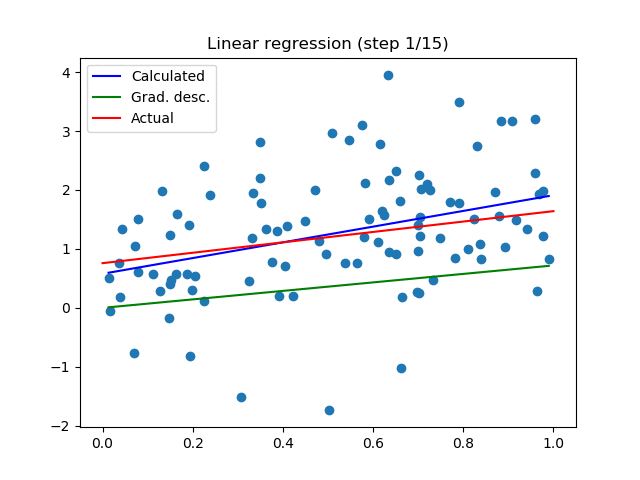 Linear regression (step 1/15)
Calculated
Grad. desc.
Actual
4
3
2
1
0
−1
−2
0.0 0.2 0.4 0.6 0.8 1.0